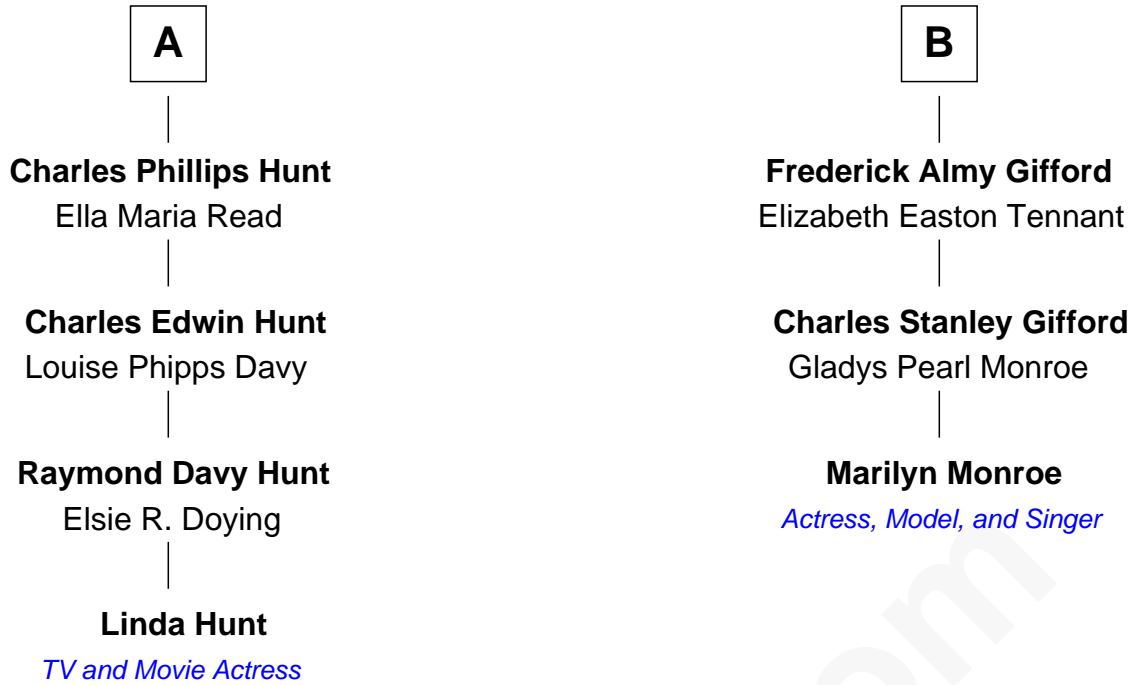 A
Charles Phillips Hunt
Ella Maria Read
Charles Edwin Hunt
Louise Phipps Davy
Raymond Davy Hunt
Elsie R. Doying
Linda Hunt
TV and Movie Actress
B
Frederick Almy Gifford
Elizabeth Easton Tennant
Charles Stanley Gifford
Gladys Pearl Monroe
Marilyn Monroe
Actress, Model, and Singer
om